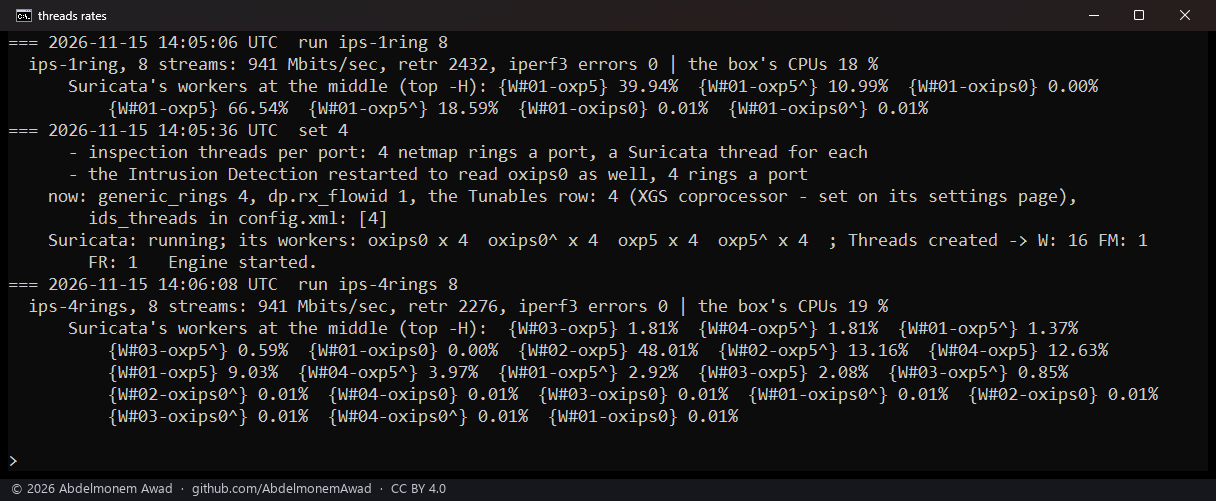 threads rates
=== 2026-11-15 14:05:06 UTC  run ips-1ring 8
ips-1ring, 8 streams: 941 Mbits/sec, retr 2432, iperf3 errors 0 | the box's CPUs 18 %
Suricata's workers at the middle (top -H): {W#01-oxp5} 39.94%  {W#01-oxp5^} 10.99%  {W#01-oxips0} 0.00%
{W#01-oxp5} 66.54%  {W#01-oxp5^} 18.59%  {W#01-oxips0} 0.01%  {W#01-oxips0^} 0.01%
=== 2026-11-15 14:05:36 UTC  set 4
- inspection threads per port: 4 netmap rings a port, a Suricata thread for each
- the Intrusion Detection restarted to read oxips0 as well, 4 rings a port
now: generic_rings 4, dp.rx_flowid 1, the Tunables row: 4 (XGS coprocessor - set on its settings page),
ids_threads in config.xml: [4]
Suricata: running; its workers: oxips0 x 4  oxips0^ x 4  oxp5 x 4  oxp5^ x 4  ; Threads created -> W: 16 FM: 1
FR: 1   Engine started.
=== 2026-11-15 14:06:08 UTC  run ips-4rings 8
ips-4rings, 8 streams: 941 Mbits/sec, retr 2276, iperf3 errors 0 | the box's CPUs 19 %
Suricata's workers at the middle (top -H):  {W#03-oxp5} 1.81%  {W#04-oxp5^} 1.81%  {W#01-oxp5^} 1.37%
{W#03-oxp5^} 0.59%  {W#01-oxips0} 0.00%  {W#02-oxp5} 48.01%  {W#02-oxp5^} 13.16%  {W#04-oxp5} 12.63%
{W#01-oxp5} 9.03%  {W#04-oxp5^} 3.97%  {W#01-oxp5^} 2.92%  {W#03-oxp5} 2.08%  {W#03-oxp5^} 0.85%
{W#02-oxips0^} 0.01%  {W#04-oxips0} 0.01%  {W#03-oxips0} 0.01%  {W#01-oxips0^} 0.01%  {W#02-oxips0} 0.01%
{W#03-oxips0^} 0.01%  {W#04-oxips0^} 0.01%  {W#01-oxips0} 0.01%
>
© 2026 Abdelmonem Awad · github.com/AbdelmonemAwad · CC BY 4.0